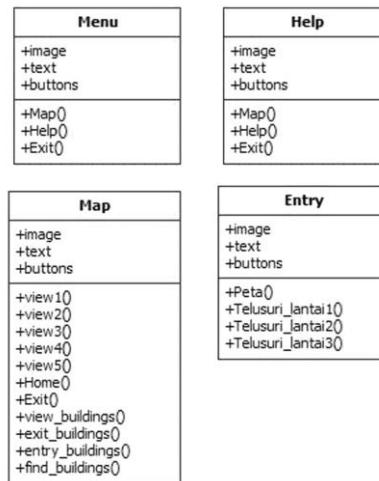 Menu
+image
+text
+buttons
+Map()
+Help()
+Exit()
Help
+image
+text
+buttons
+Map()
+Help()
+Exit()
Map
+image
+text
+buttons
+view1()
+view2()
+view3()
+view4()
+view5()
+Home()
+Exit()
+view_buildings()
+exit_buildings()
+entry_buildings()
+find_buildings()
Entry
+image
+text
+buttons
+Peta()
+Telusuri_lantai1()
+Telusuri_lantai2()
+Telusuri_lantai3()